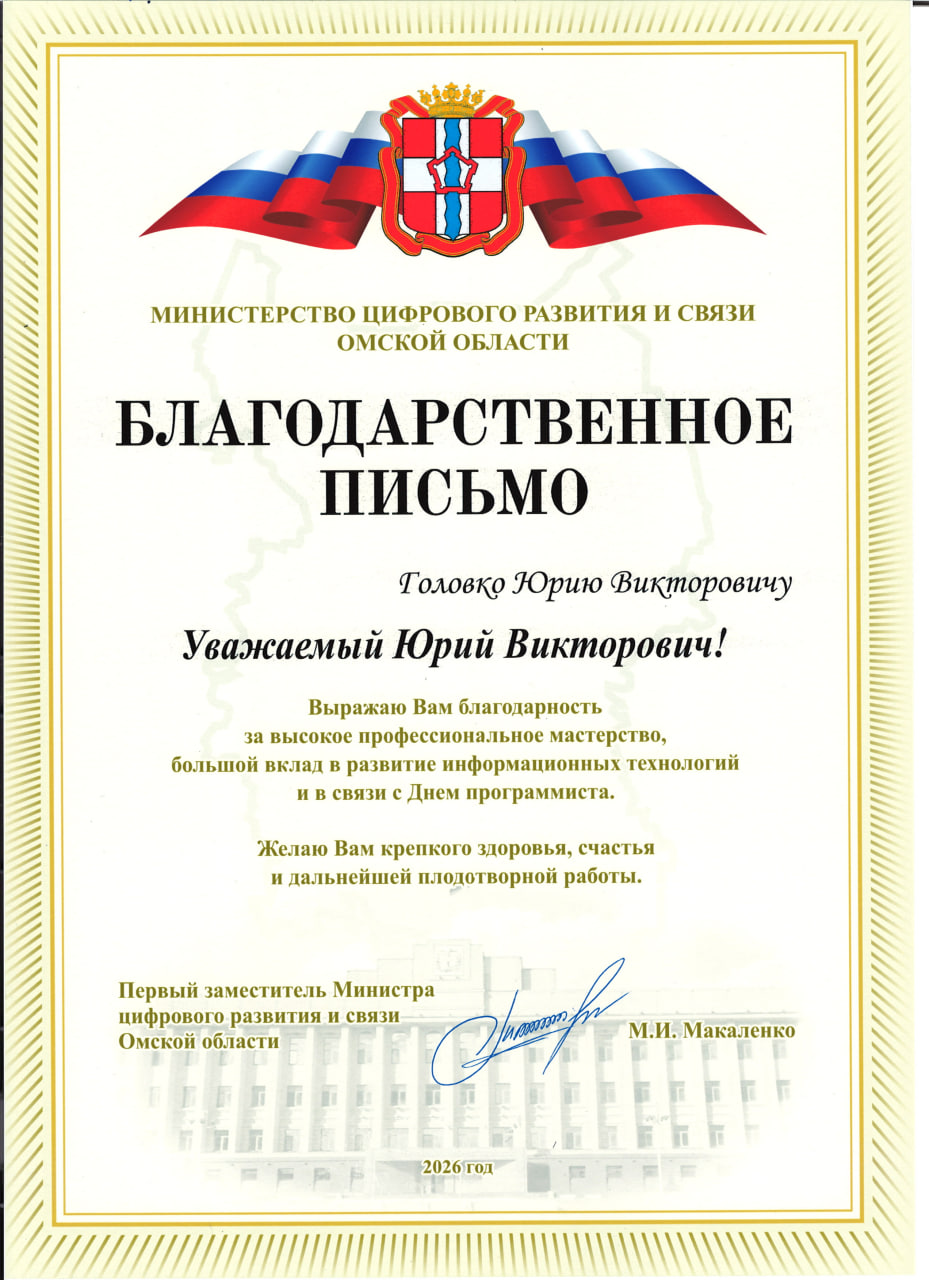 МИНИСТЕРСТВО ЦИФРОВОГО РАЗВИТИЯ И СВЯЗИ
ОМСКОЙ ОБЛАСТИ
БЛАГОДАРСТВЕННОЕ
ПИСЬМО
Головко Юрию Викторовичу
Уважаемый Юрий Викторович!
Выражаю Вам благодарность
за высокое профессиональное мастерство,
большой вклад в развитие информационных технологий
и в связи с Днем программиста.
Желаю Вам крепкого здоровья, счастья
и дальнейшей плодотворной работы.
Первый заместитель Министра
цифрового развития и связи
Омской области
М.И. Макаленко
2026 год